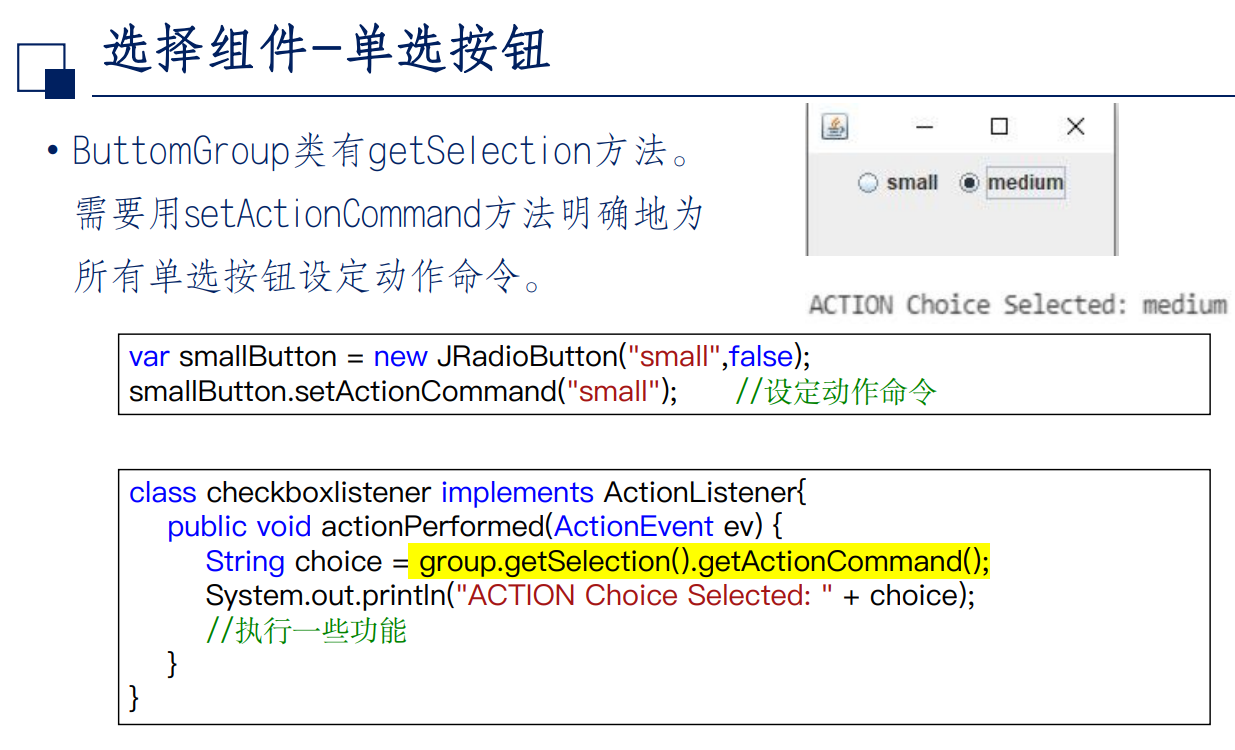 选择组件-单选按钮
• ButtomGroup类有getSelection方法。
需要用setActionCommand方法明确地为
所有单选按钮设定动作命令。
small medium
ACTION Choice Selected: medium
var smallButton = new JRadioButton("small",false);
smallButton.setActionCommand("small"); //设定动作命令
class checkboxlistener implements ActionListener{
public void actionPerformed(ActionEvent ev) {
String choice = group.getSelection().getActionCommand();
System.out.println("ACTION Choice Selected: " + choice);
//执行一些功能
}
}